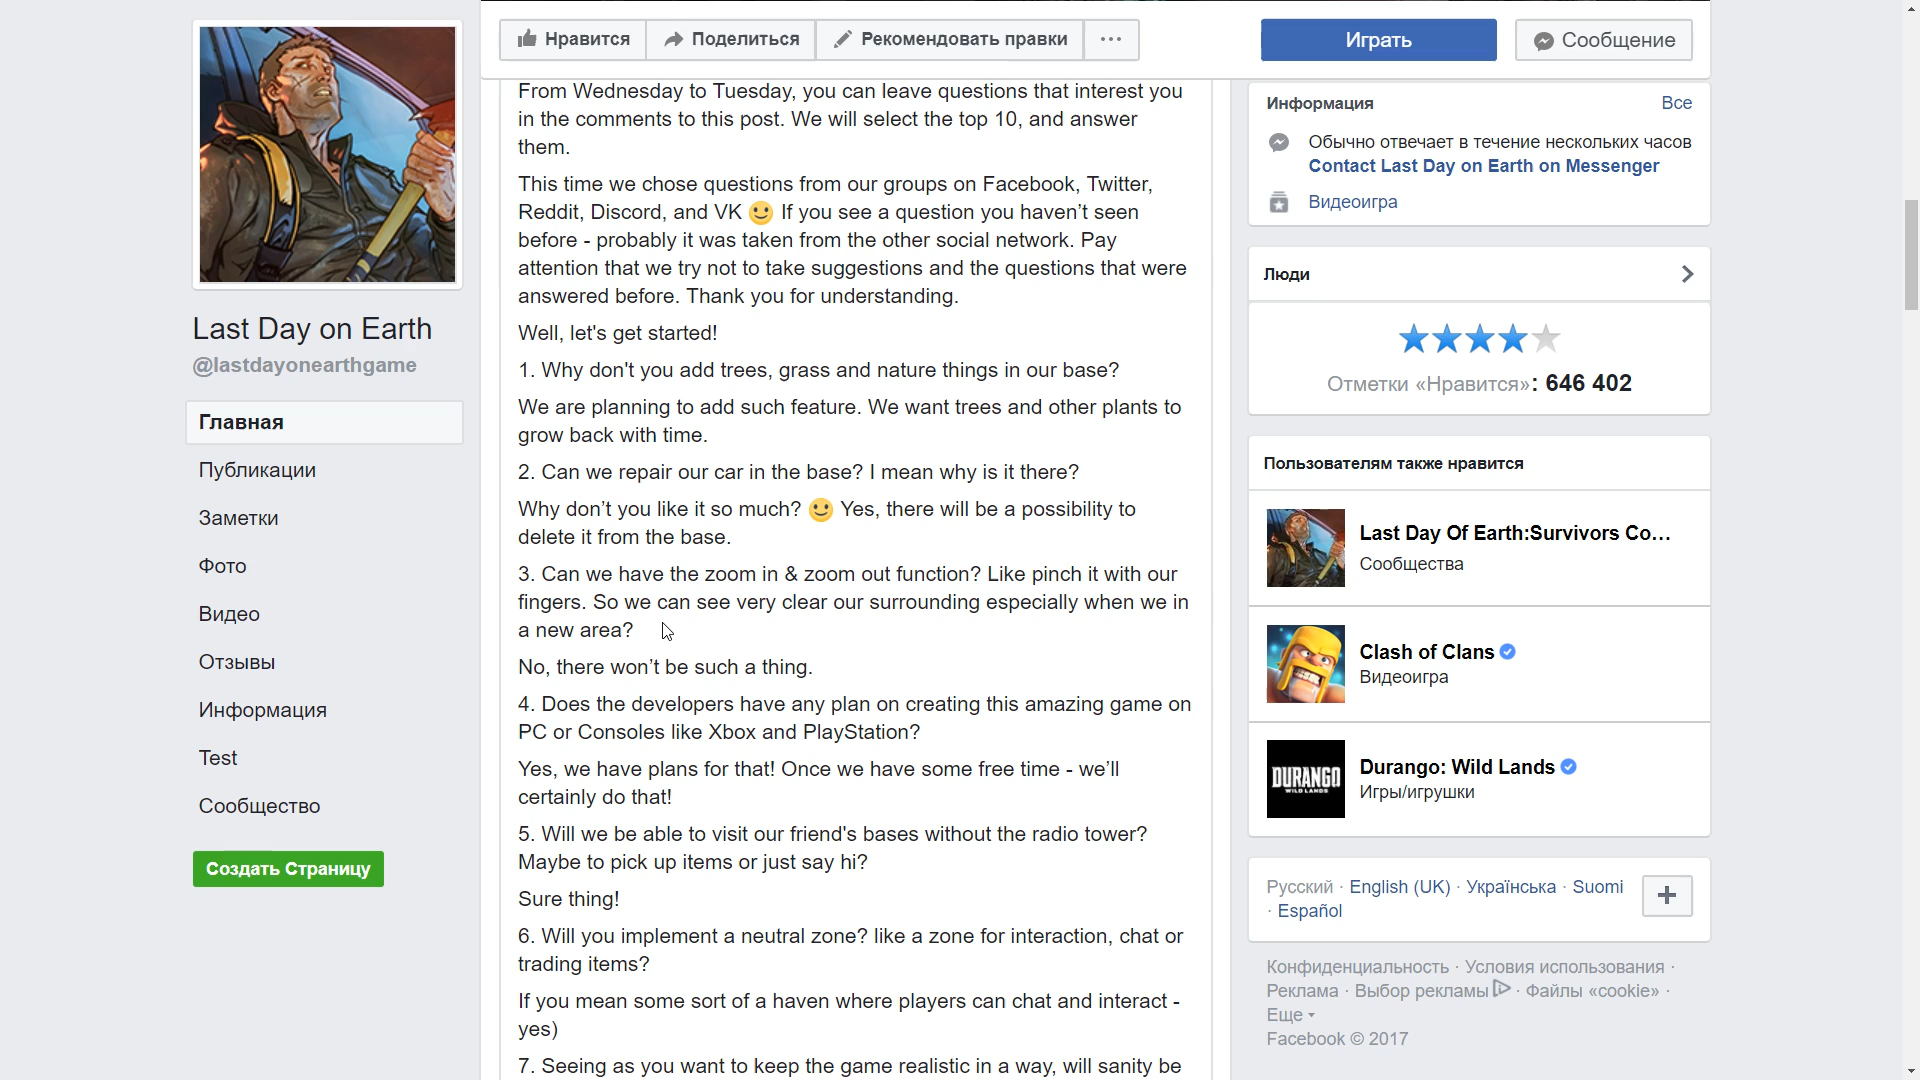 Last Day on Earth
@lastdayonearthgame
Главная
Публикации
Заметки
Фото
Видео
Отзывы
Информация
Test
Сообщество
Создать Страницу
Нравится
Поделиться
Рекомендовать правки
Играть
Сообщение
From Wednesday to Tuesday, you can leave questions that interest you
in the comments to this post. We will select the top 10, and answer
them.
This time we chose questions from our groups on Facebook, Twitter,
Reddit, Discord, and VK 🙂 If you see a question you haven’t seen
before - probably it was taken from the other social network. Pay
attention that we try not to take suggestions and the questions that were
answered before. Thank you for understanding.
Well, let's get started!
1. Why don't you add trees, grass and nature things in our base?
We are planning to add such feature. We want trees and other plants to
grow back with time.
2. Can we repair our car in the base? I mean why is it there?
Why don’t you like it so much? 🙂 Yes, there will be a possibility to
delete it from the base.
3. Can we have the zoom in & zoom out function? Like pinch it with our
fingers. So we can see very clear our surrounding especially when we in
a new area?
No, there won’t be such a thing.
4. Does the developers have any plan on creating this amazing game on
PC or Consoles like Xbox and PlayStation?
Yes, we have plans for that! Once we have some free time - we’ll
certainly do that!
5. Will we be able to visit our friend's bases without the radio tower?
Maybe to pick up items or just say hi?
Sure thing!
6. Will you implement a neutral zone? like a zone for interaction, chat or
trading items?
If you mean some sort of a haven where players can chat and interact -
yes)
7. Seeing as you want to keep the game realistic in a way, will sanity be
Информация
Все
Обычно отвечает в течение нескольких часов
Contact Last Day on Earth on Messenger
Видеоигра
Люди
Отметки «Нравится»: 646 402
Пользователям также нравится
Last Day Of Earth:Survivors Co...
Сообщества
Clash of Clans
Видеоигра
DURANGO
WILD LANDS
Durango: Wild Lands
Игры/игрушки
Русский · English (UK) · Українська · Suomi
· Español
Конфиденциальность · Условия использования ·
Реклама · Выбор рекламы · Файлы «cookie» ·
Еще
Facebook © 2017